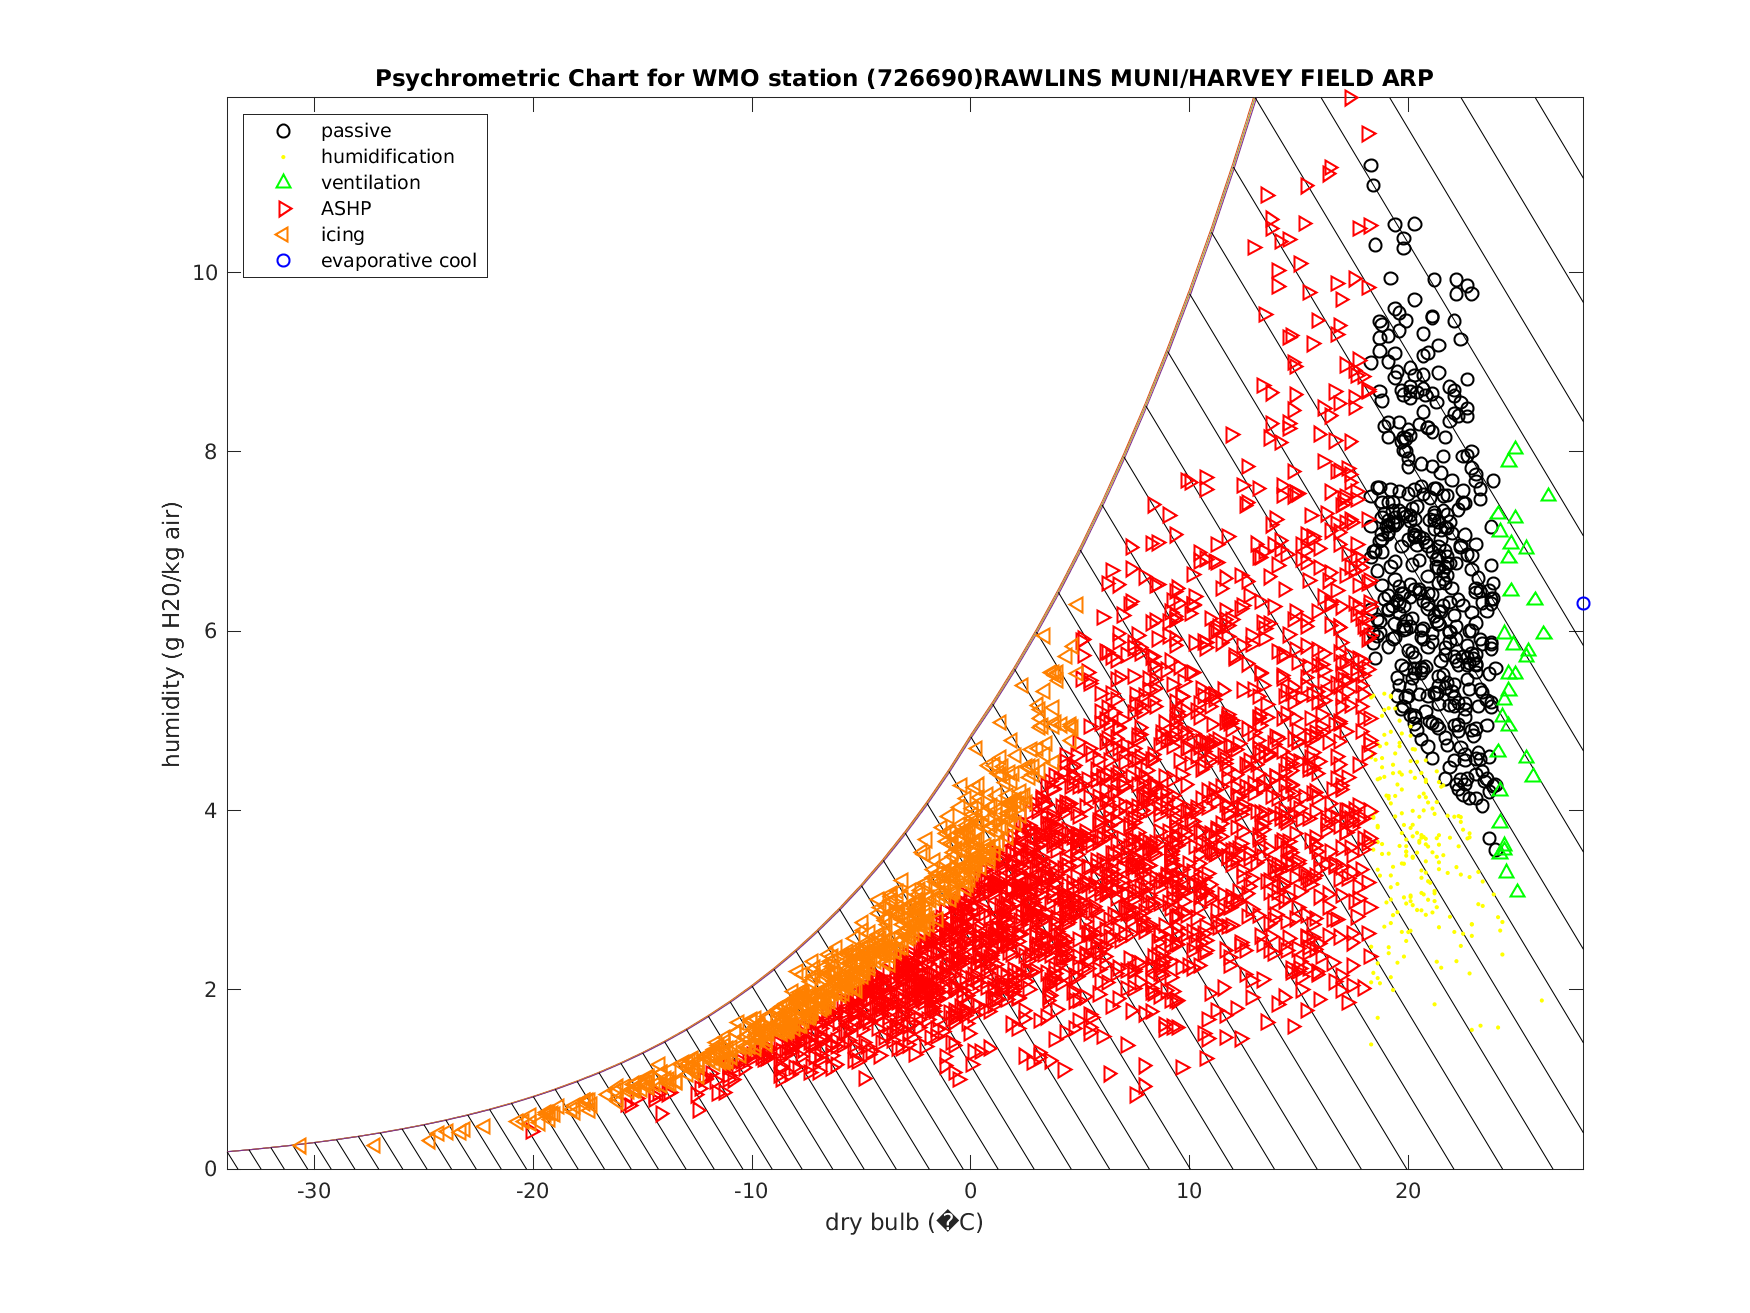 Psychrometric Chart for WMO station (726690)RAWLINS MUNI/HARVEY FIELD ARP
passive
humidification
ventilation
ASHP
icing
evaporative cool
humidity (g H20/kg air)
10
8
6
4
2
0
-30
-20
-10
0
10
20
dry bulb (�C)